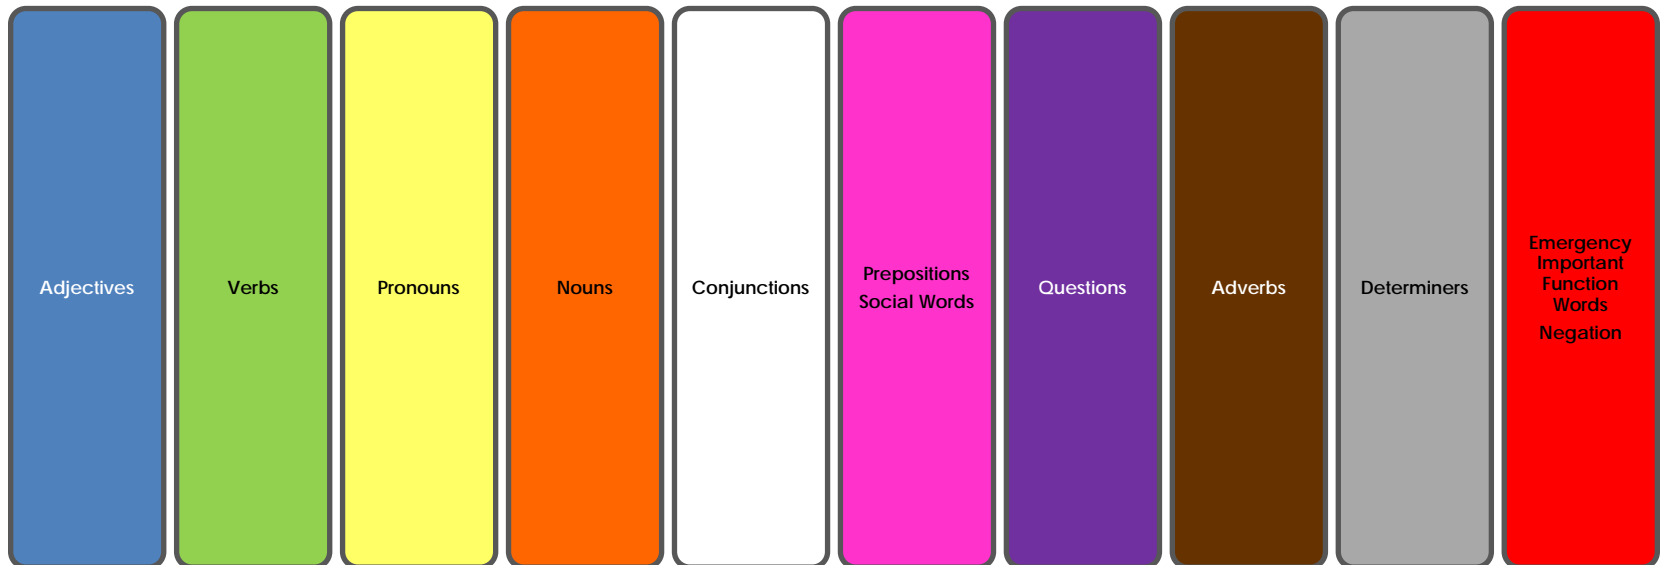 Adjectives
Verbs
Pronouns
Nouns
Conjunctions
Prepositions
Social Words
Questions
Adverbs
Determiners
Emergency
Important
Function
Words
Negation